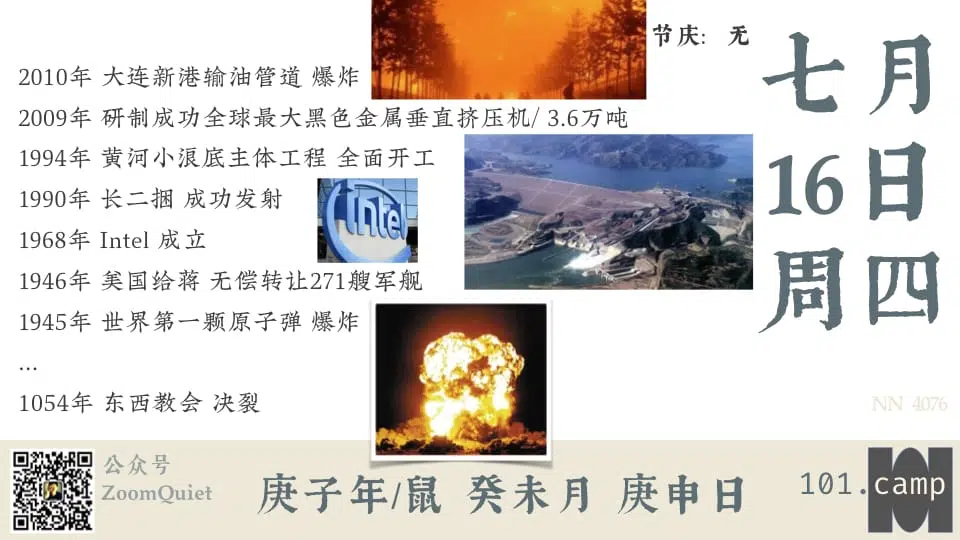 节庆: 无
七月
16日
周四
2010年 大连新港输油管道 爆炸
2009年 研制成功全球最大黑色金属垂直挤压机/ 3.6万吨
1994年 黄河小浪底主体工程 全面开工
1990年 长二捆 成功发射
1968年 Intel 成立
1946年 美国给蒋 无偿转让271艘军舰
1945年 世界第一颗原子弹 爆炸
...
1054年 东西教会 决裂
intel
NN 4076
公众号
ZoomQuiet
庚子年/鼠 癸未月 庚申日
101.camp